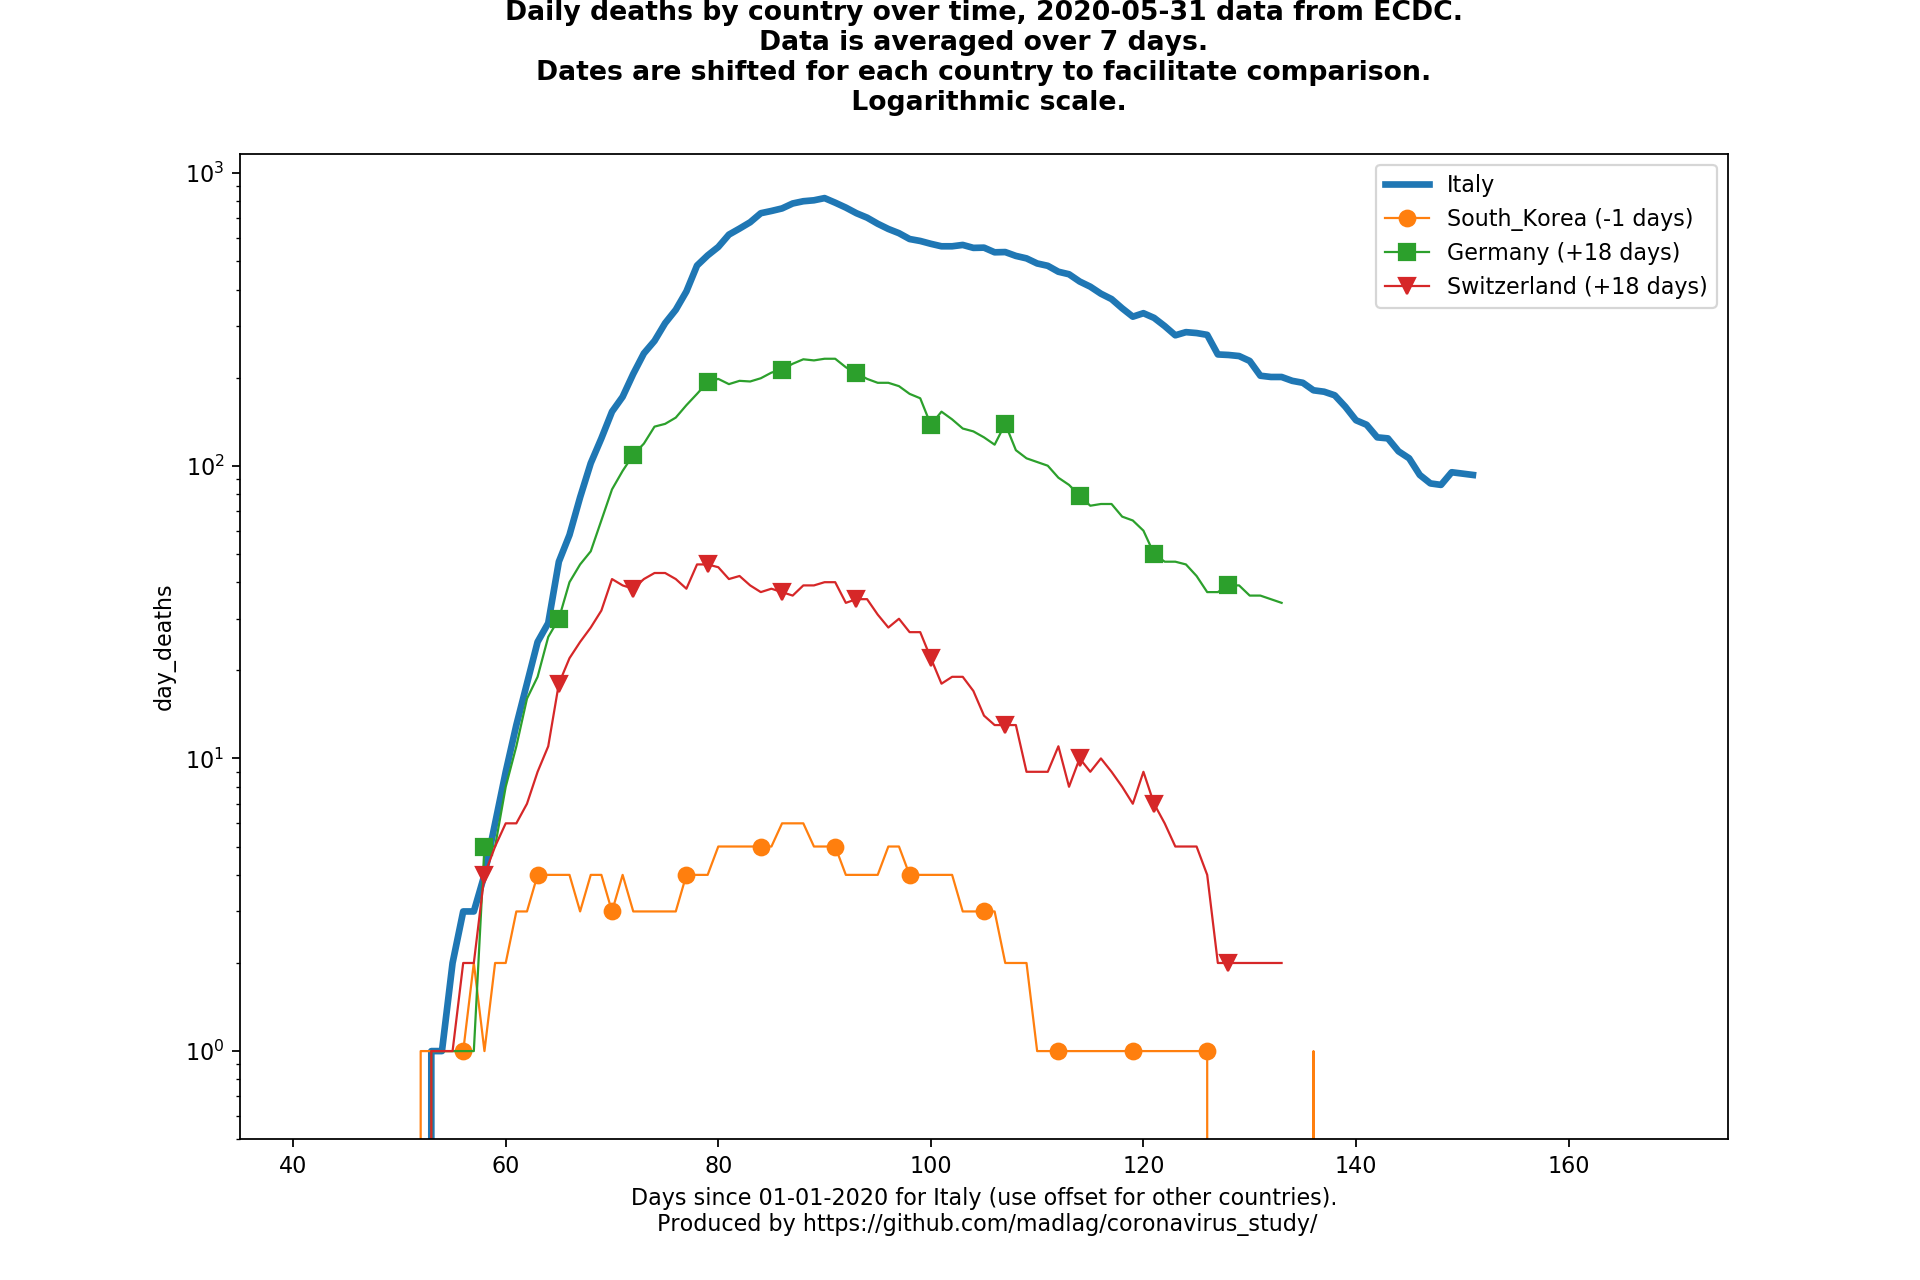 Daily deaths by country over time, 2020-05-31 data from ECDC.
Data is averaged over 7 days.
Dates are shifted for each country to facilitate comparison.
Logarithmic scale.
10³
10²
10¹
10⁰
day_deaths
Italy
South_Korea (-1 days)
Germany (+18 days)
Switzerland (+18 days)
40 60 80 100 120 140 160
Days since 01-01-2020 for Italy (use offset for other countries).
Produced by https://github.com/madlag/coronavirus_study/